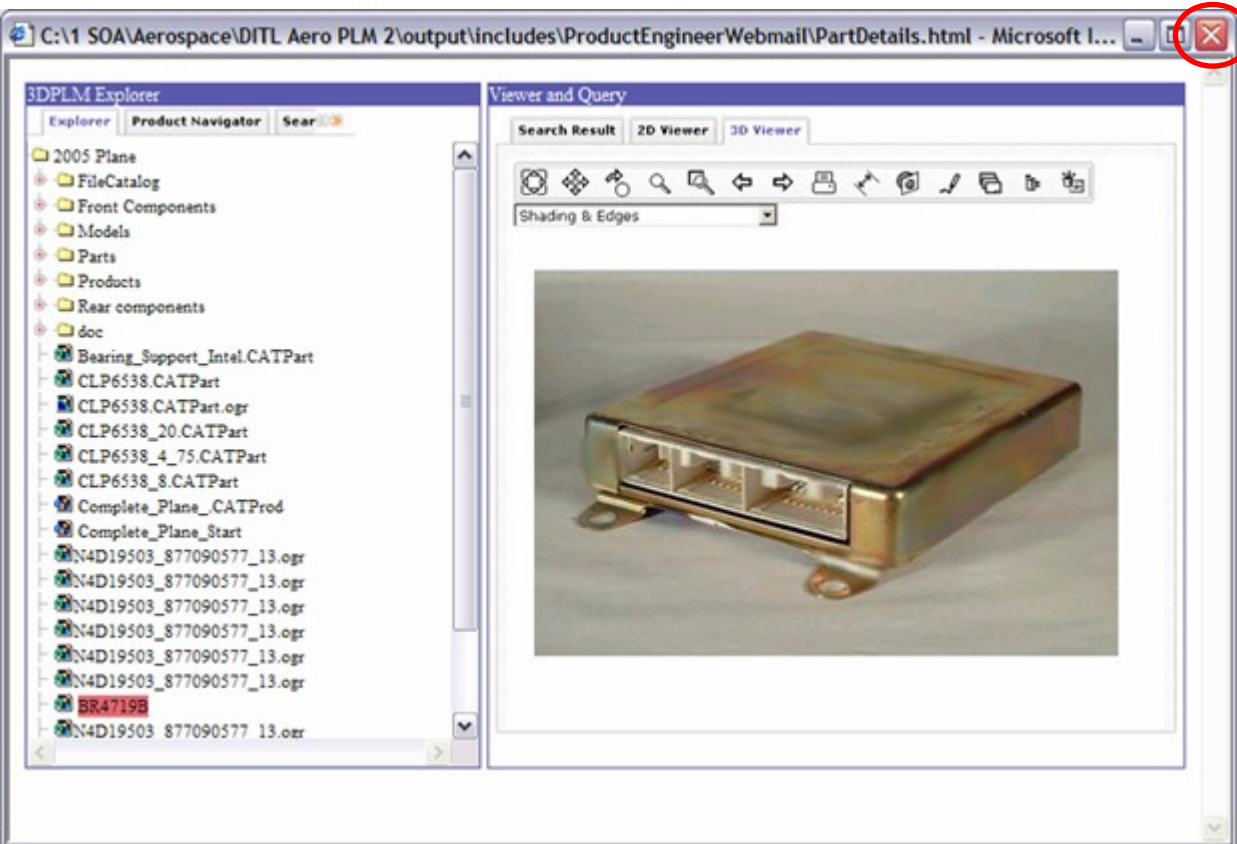 C:\1 SOA\Aerospace\DITL Aero PLM 2\output\includes\ProductEngineerWebmail\PartDetails.html - Microsoft I...
3DPLM Explorer
Explorer Product Navigator Sear
2005 Plane
FileCatalog
Front Components
Models
Parts
Products
Rear components
doc
Bearing_Support_Intel.CATPart
CLP6538.CATPart
CLP6538.CATPart.ogr
CLP6538_20.CATPart
CLP6538_4_75.CATPart
CLP6538_8.CATPart
Complete_Plane_.CATProd
Complete_Plane_Start
N4D19503_877090577_13.ogr
N4D19503_877090577_13.ogr
N4D19503_877090577_13.ogr
N4D19503_877090577_13.ogr
N4D19503_877090577_13.ogr
N4D19503_877090577_13.ogr
BR4719B
N4D19503_877090577_13.ogr
Viewer and Query
Search Result 2D Viewer 3D Viewer
Shading & Edges